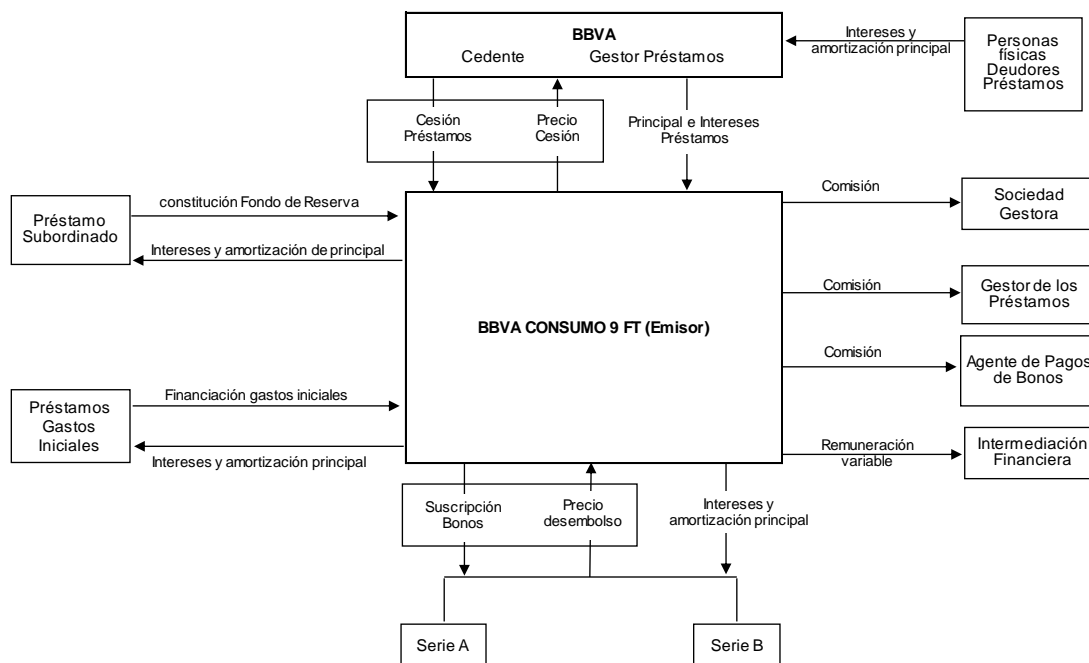 BBVA
Cedente
Gestor Préstamos
Intereses y
amortización principal
Personas
físicas
Deudores
Préstamos
Cesión
Préstamos
Precio
Cesión
Principal e Intereses
Préstamos
Préstamo
Subordinado
constitución Fondo de Reserva
Intereses y amortización de principal
BBVA CONSUMO 9 FT (Emisor)
Comisión
Sociedad
Gestora
Comisión
Gestor de los
Préstamos
Comisión
Agente de Pagos
de Bonos
Préstamos
Gastos
Iniciales
Financiación gastos iniciales
Intereses y amortización principal
Remuneración
variable
Intermediación
Financiera
Suscripción
Bonos
Precio
desembolso
Intereses y
amortización principal
Serie A
Serie B